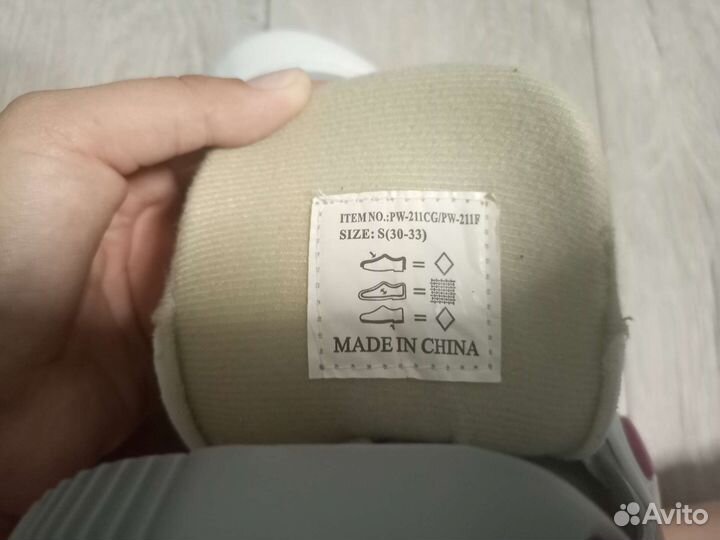 ITEM NO.:PW-211CG/PW-211F
SIZE: S(30-33)
=
=
=
MADE IN CHINA
Avito